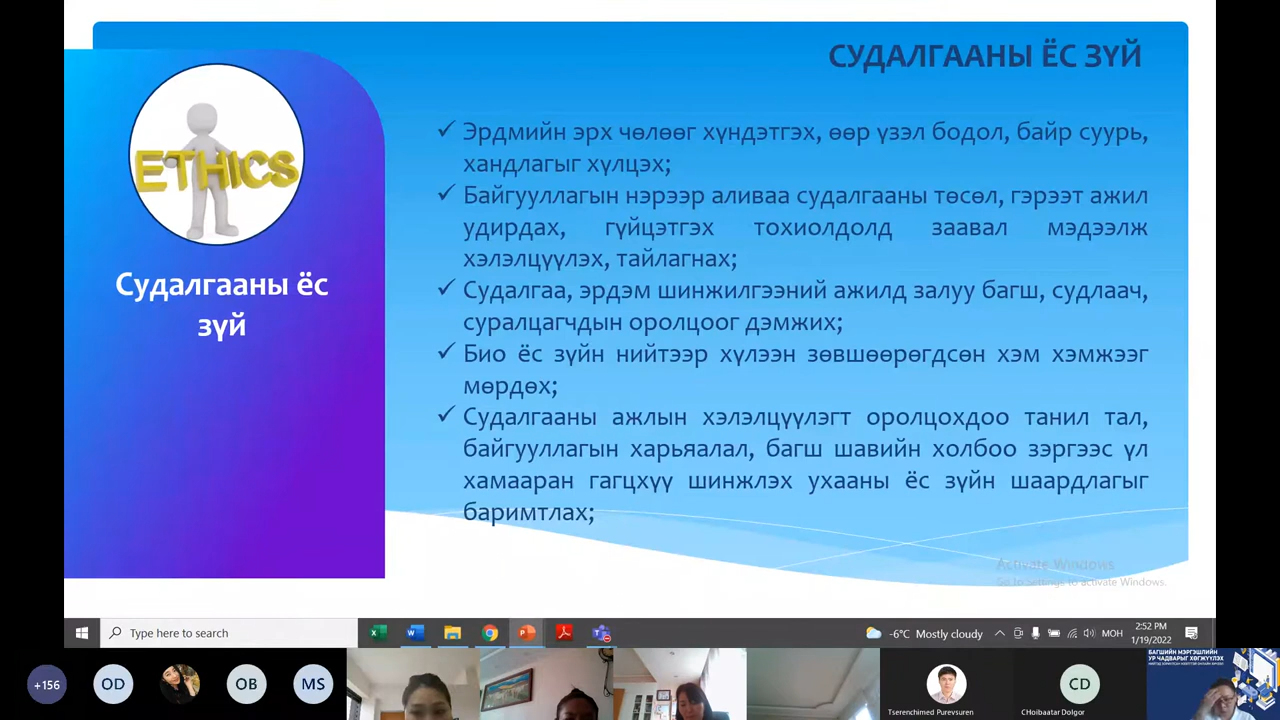 СУДАЛГААНЫ ЁС ЗҮЙ
ETHICS
Судалгааны ёс
зүй
Эрдмийн эрх чөлөөг хүндэтгэх, өөр үзэл бодол, байр суурь,
хандлагыг хүлцэх;
Байгууллагын нэрээр аливаа судалгааны төсөл, гэрээт ажил
удирдах, гүйцэтгэх тохиолдолд заавал мэдээлж
хэлэлцүүлэх, тайлагнах;
Судалгаа, эрдэм шинжилгээний ажилд залуу багш, судлаач,
суралцагчдын оролцоог дэмжих;
Био ёс зүйн нийтээр хүлээн зөвшөөрөгдсөн хэм хэмжээг
мөрдөх;
Судалгааны ажлын хэлэлцүүлэгт оролцохдоо танил тал,
байгууллагын харьяалал, багш шавийн холбоо зэргээс үл
хамааран гагцхүү шинжлэх ухааны ёс зүйн шаардлагыг
баримтлах;
Activate Windows
Go to Settings to activate Windows.
Type here to search
-6°C Mostly cloudy
МОН
2:52 PM
1/19/2022
+156
OD
OB
MS
Tserenchimed Purevsuren
CD
CHoibaatar Dolgor
БАГШИЙН МЭРГЭШЛИЙН
УР ЧАДВАРЫГ ХӨГЖҮҮЛЭХ